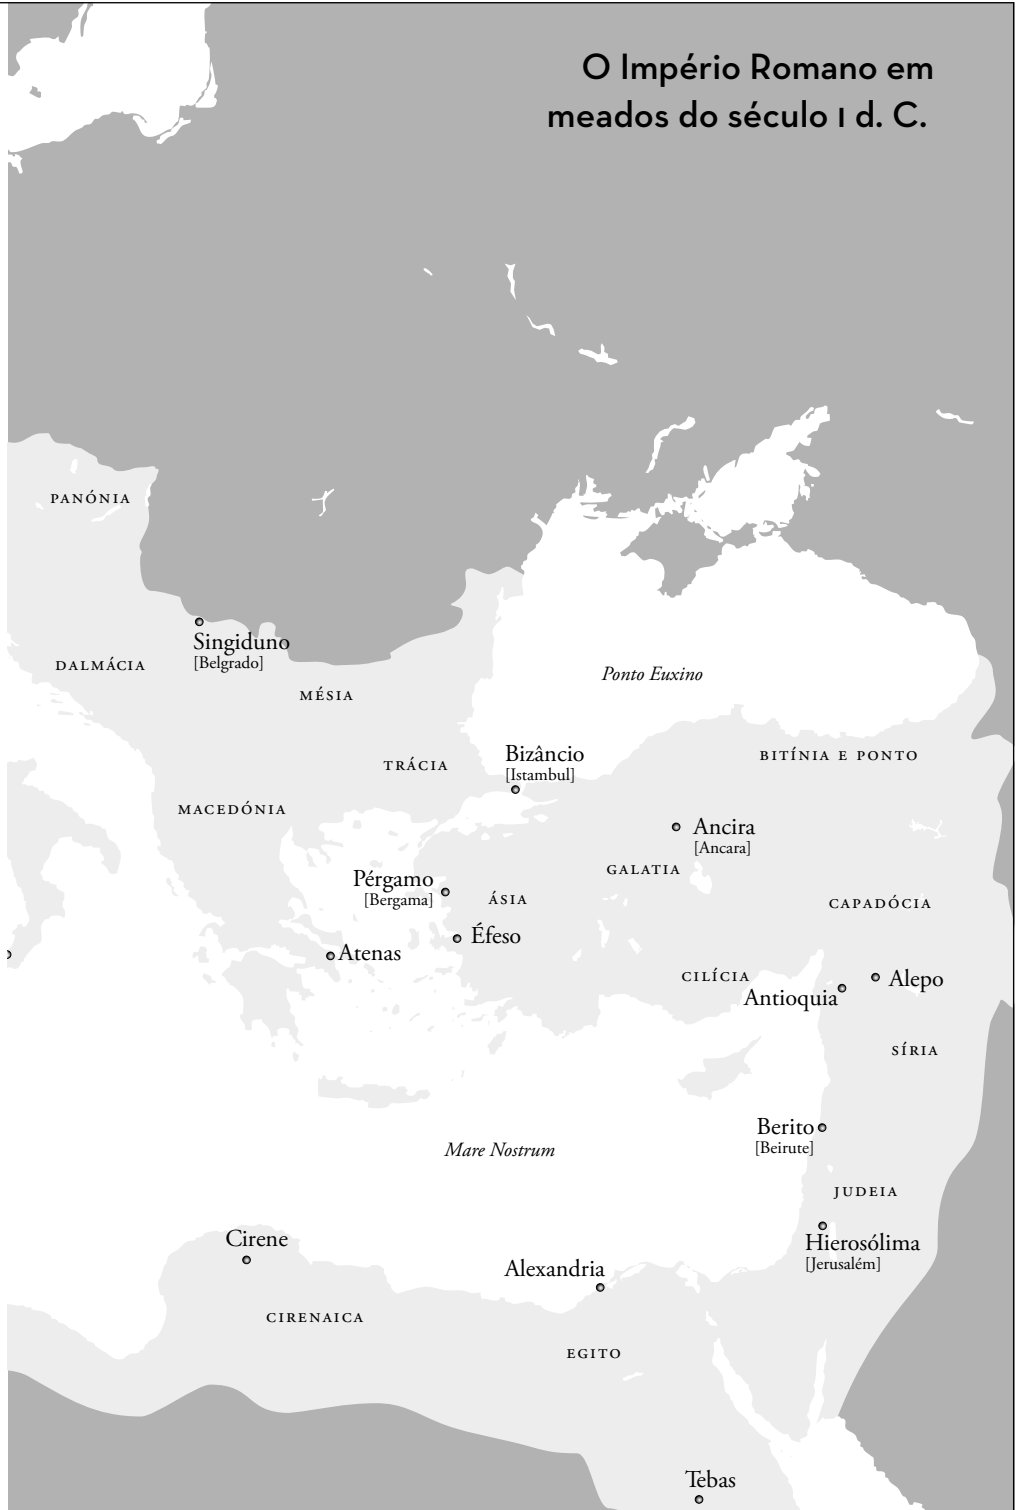 O Império Romano em
meados do século I d. C.
PANÓNIA
Singiduno
[Belgrado]
DALMÁCIA
MÉSIA
Ponto Euxino
TRÁCIA
Bizâncio
[Istambul]
BITÍNIA E PONTO
MACEDÓNIA
Ancira
[Ancara]
GALATIA
Pérgamo
[Bergama]
ÁSIA
CAPADÓCIA
Éfeso
Atenas
CILÍCIA
Alepo
Antioquia
SÍRIA
Berito
[Beirute]
Mare Nostrum
JUDEIA
Hierosólima
[Jerusalém]
Cirene
Alexandria
CIRENAICA
EGITO
Tebas